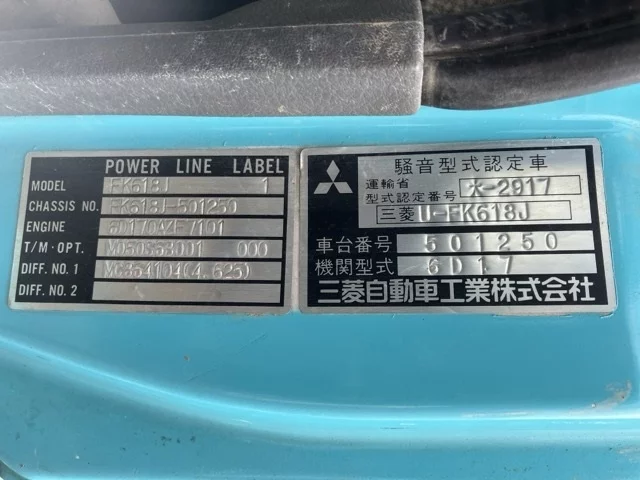 POWER LINE LABEL
MODEL FK618J 1
CHASSIS NO. FK618J-501250
ENGINE
T/M・OPT. 000
DIFF. NO. 1 (4.625)
DIFF. NO. 2
騒音型式認定車
運輸省
型式認定番号 ス-2917
三菱 U-FK618J
車台番号 501250
機関型式 6D17
三菱自動車工業株式会社